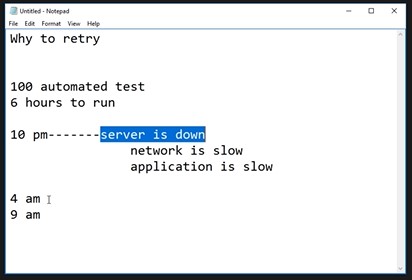 Untitled - Notepad
File Edit Format View Help
Why to retry
100 automated test
6 hours to run
10 pm-------server is down
network is slow
application is slow
4 am
9 am